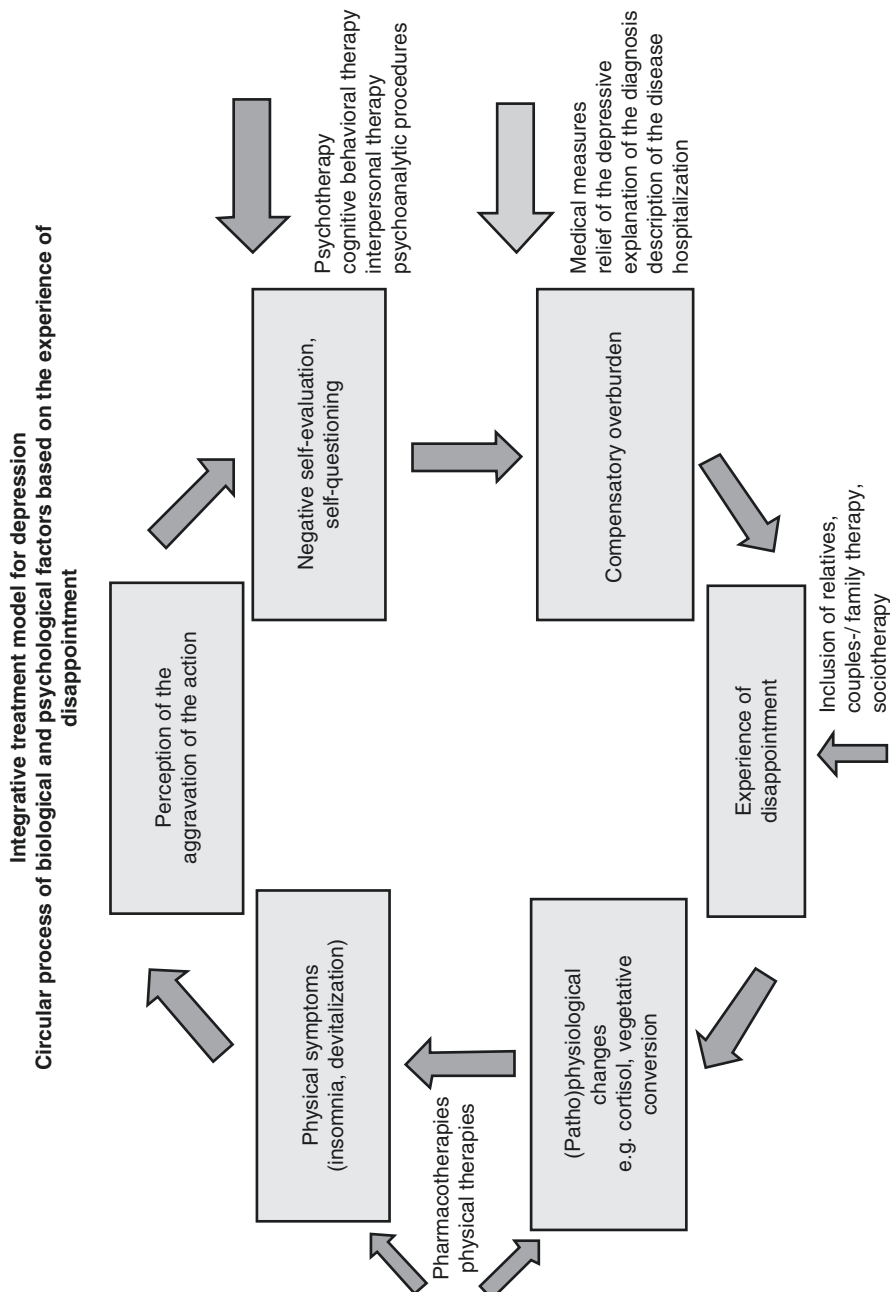 Integrative treatment model for depression
Circular process of biological and psychological factors based on the experience of
disappointment
Perception of the
aggravation of the action
Negative self-evaluation,
self-questioning
Psychotherapy
cognitive behavioral therapy
interpersonal therapy
psychoanalytic procedures
Compensatory overburden
Medical measures
relief of the depressive
explanation of the diagnosis
description of the disease
hospitalization
Experience of
disappointment
Inclusion of relatives,
couples-/ family therapy,
sociotherapy
(Patho)physiological
changes
e.g. cortisol, vegetative
conversion
Pharmacotherapies
physical therapies
Physical symptoms
(insomnia, devitalization)